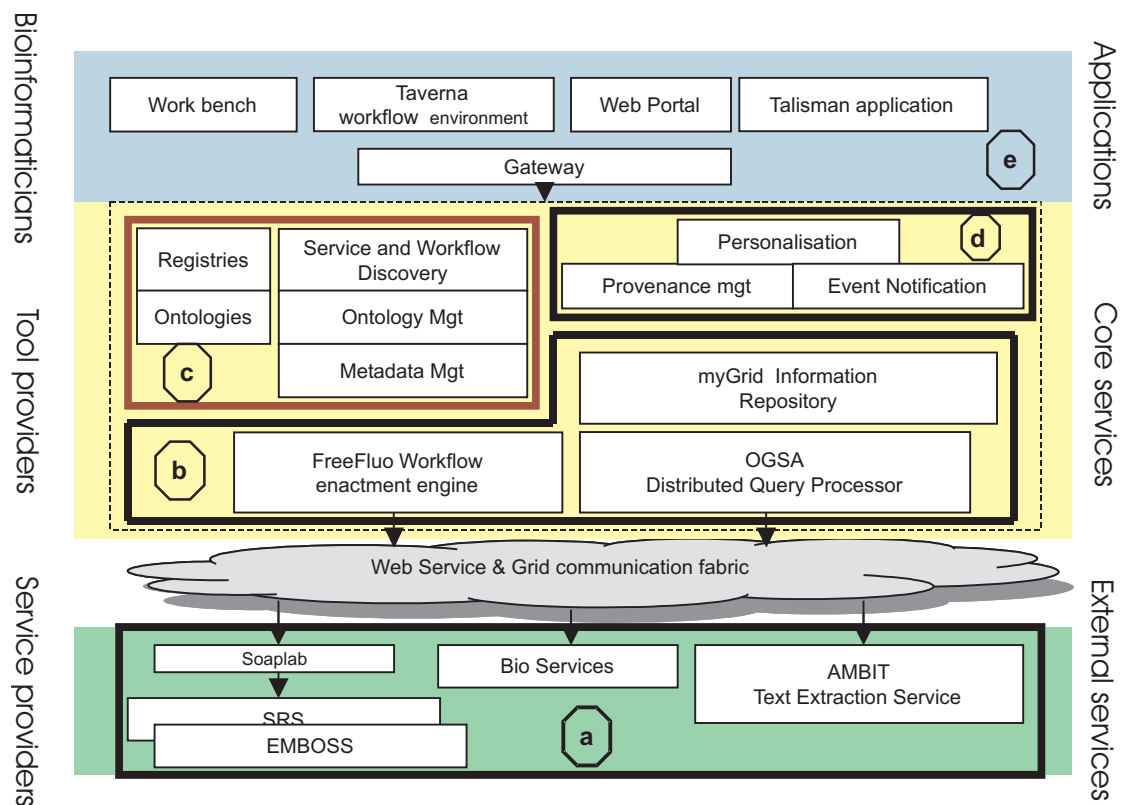 Bioinformaticians
Tool providers
Service providers
Applications
Core services
External services
Work bench
Taverna
workflow environment
Web Portal
Talisman application
e
Gateway
Registries
Service and Workflow
Discovery
Ontologies
Ontology Mgt
Metadata Mgt
c
Personalisation
d
Provenance mgt
Event Notification
myGrid Information
Repository
b
FreeFluo Workflow
enactment engine
OGSA
Distributed Query Processor
Web Service & Grid communication fabric
Soaplab
Bio Services
AMBIT
Text Extraction Service
SRS
EMBOSS
a